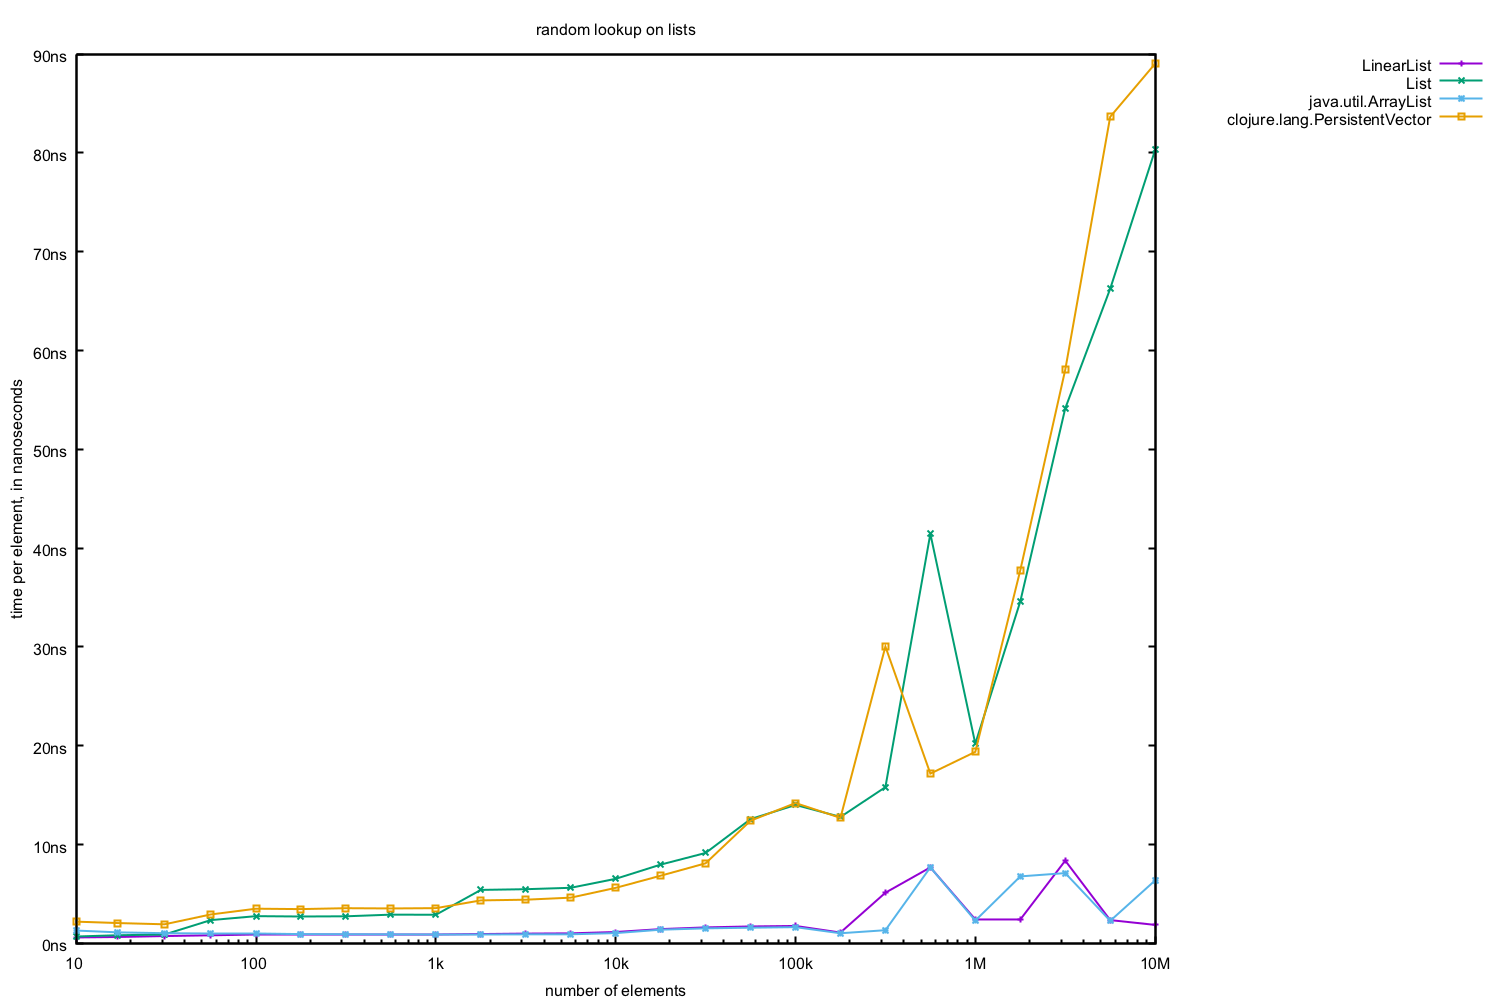 random lookup on lists
90ns
80ns
70ns
60ns
50ns
40ns
30ns
20ns
10ns
0ns
time per element, in nanoseconds
10 100 1k 10k 100k 1M 10M
number of elements
LinearList
List
java.util.ArrayList
clojure.lang.PersistentVector